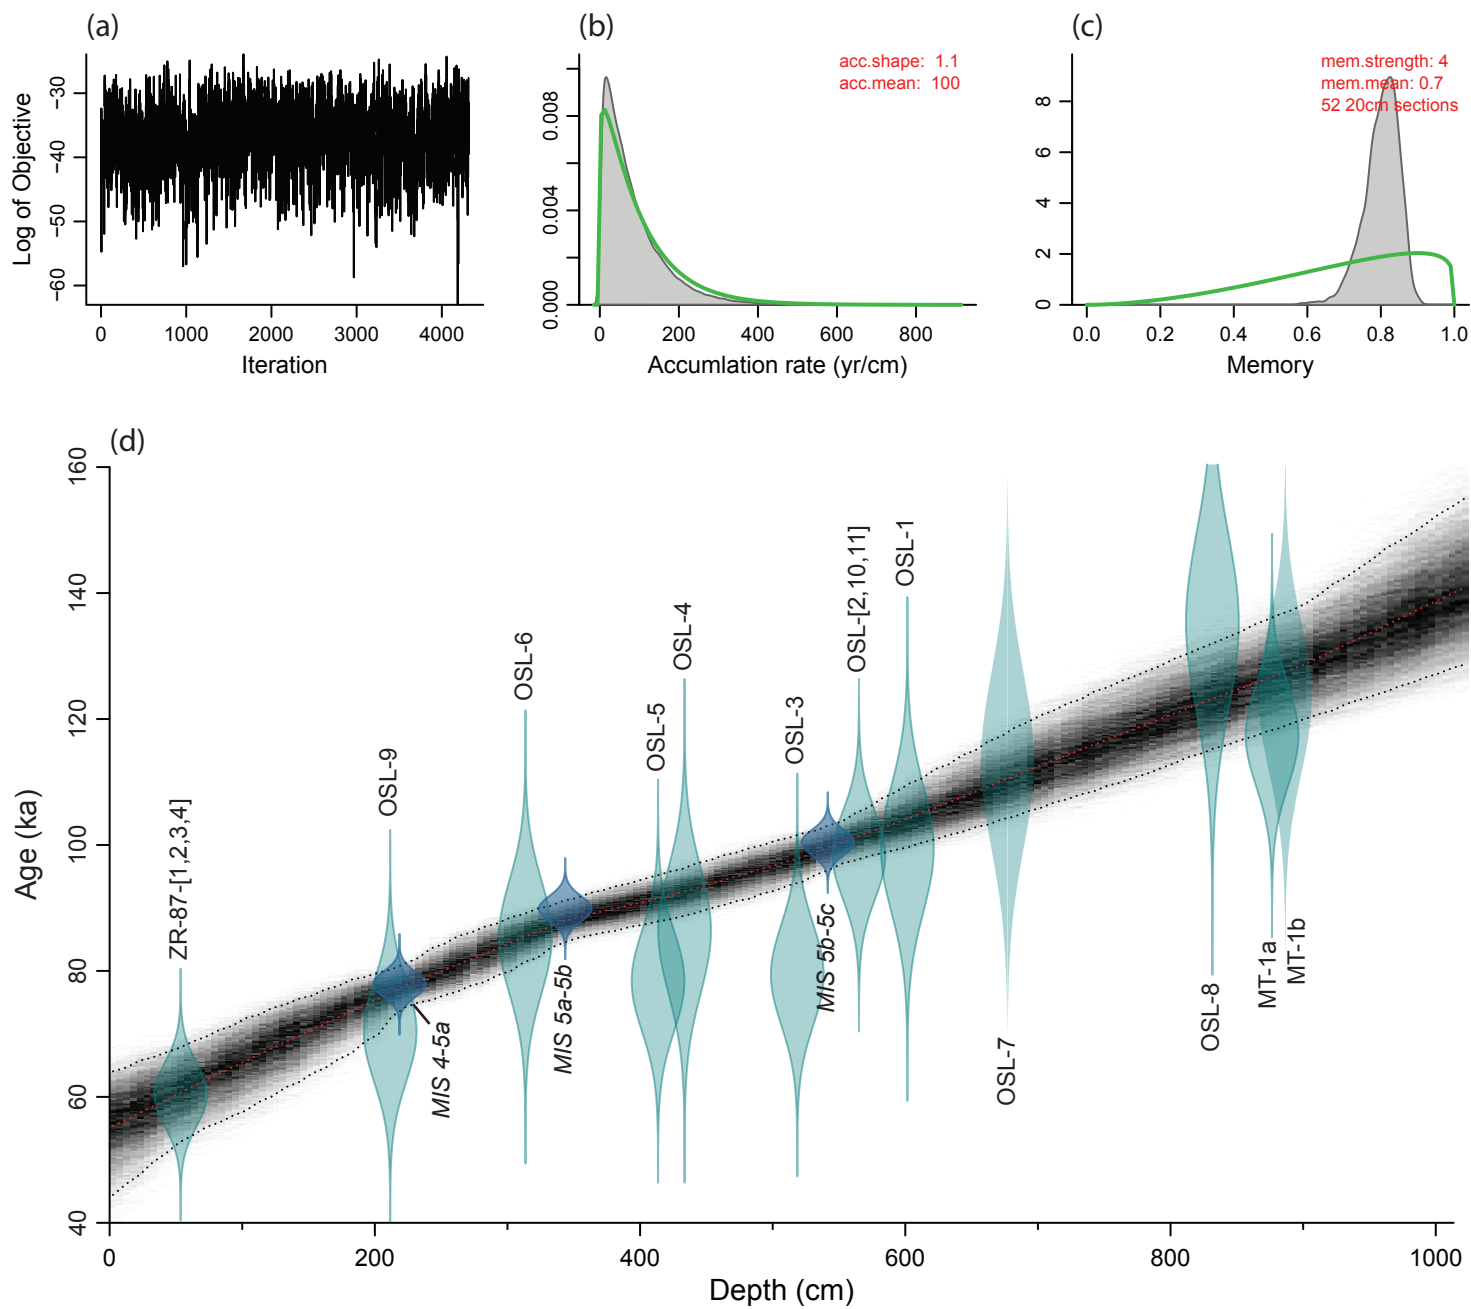 (a)
Log of Objective
-30
-40
-50
-60
0
1000
2000
3000
4000
Iteration
(b)
acc.shape: 1.1
acc.mean: 100
0.008
0.004
0.000
0
200
400
600
800
Accumlation rate (yr/cm)
(c)
mem.strength: 4
mem.mean: 0.7
52 20cm sections
8
6
4
2
0
0.0
0.2
0.4
0.6
0.8
1.0
Memory
(d)
Age (ka)
160
140
120
100
80
60
40
ZR-87-[1,2,3,4]
OSL-9
MIS 4-5a
OSL-6
MIS 5a-5b
OSL-5
OSL-4
OSL-3
MIS 5b-5c
OSL-[2,10,11]
OSL-1
OSL-7
OSL-8
MT-1a
MT-1b
0
200
400
600
800
1000
Depth (cm)